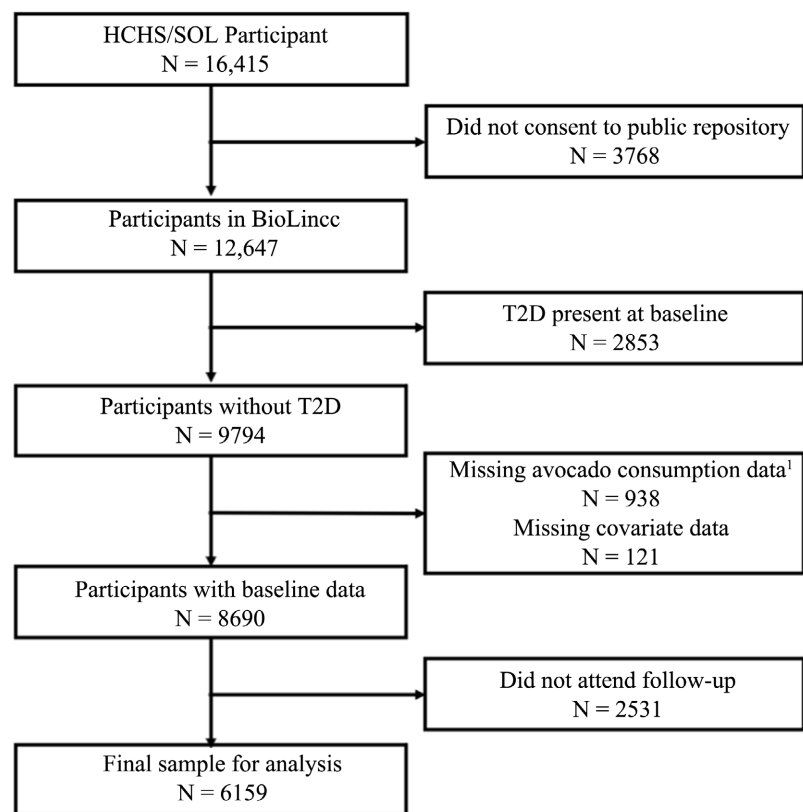 HCHS/SOL Participant
N = 16,415
Did not consent to public repository
N = 3768
Participants in BioLincc
N = 12,647
T2D present at baseline
N = 2853
Participants without T2D
N = 9794
Missing avocado consumption data¹
N = 938
Missing covariate data
N = 121
Participants with baseline data
N = 8690
Did not attend follow-up
N = 2531
Final sample for analysis
N = 6159